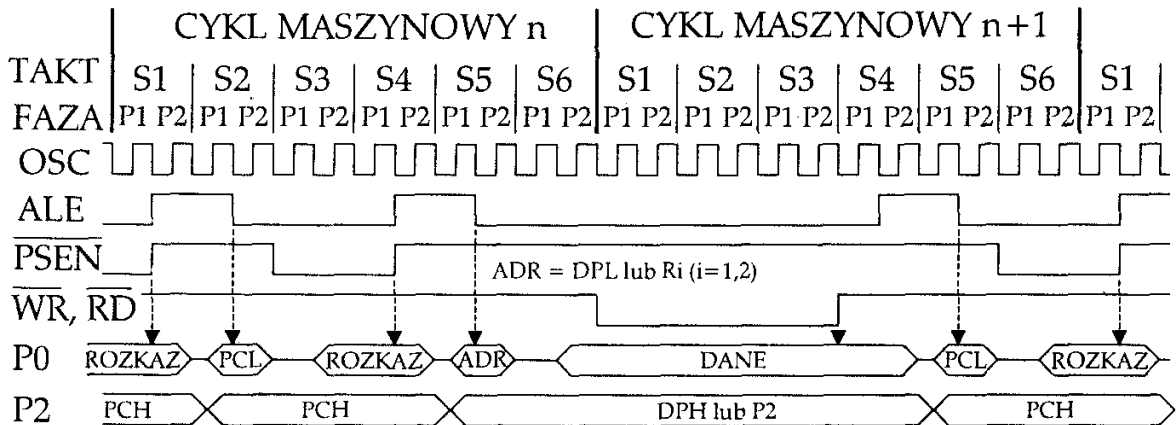 CYKL MASZYNOWY n CYKL MASZYNOWY n+1
TAKT S1 S2 S3 S4 S5 S6 S1 S2 S3 S4 S5 S6 S1
FAZA P1 P2 P1 P2 P1 P2 P1 P2 P1 P2 P1 P2 P1 P2 P1 P2 P1 P2 P1 P2 P1 P2 P1 P2 P1 P2
OSC
ALE
PSEN
ADR = DPL lub Ri (i=1,2)
WR, RD
P0 ROZKAZ PCL ROZKAZ ADR DANE PCL ROZKAZ
P2 PCH PCH DPH lub P2 PCH